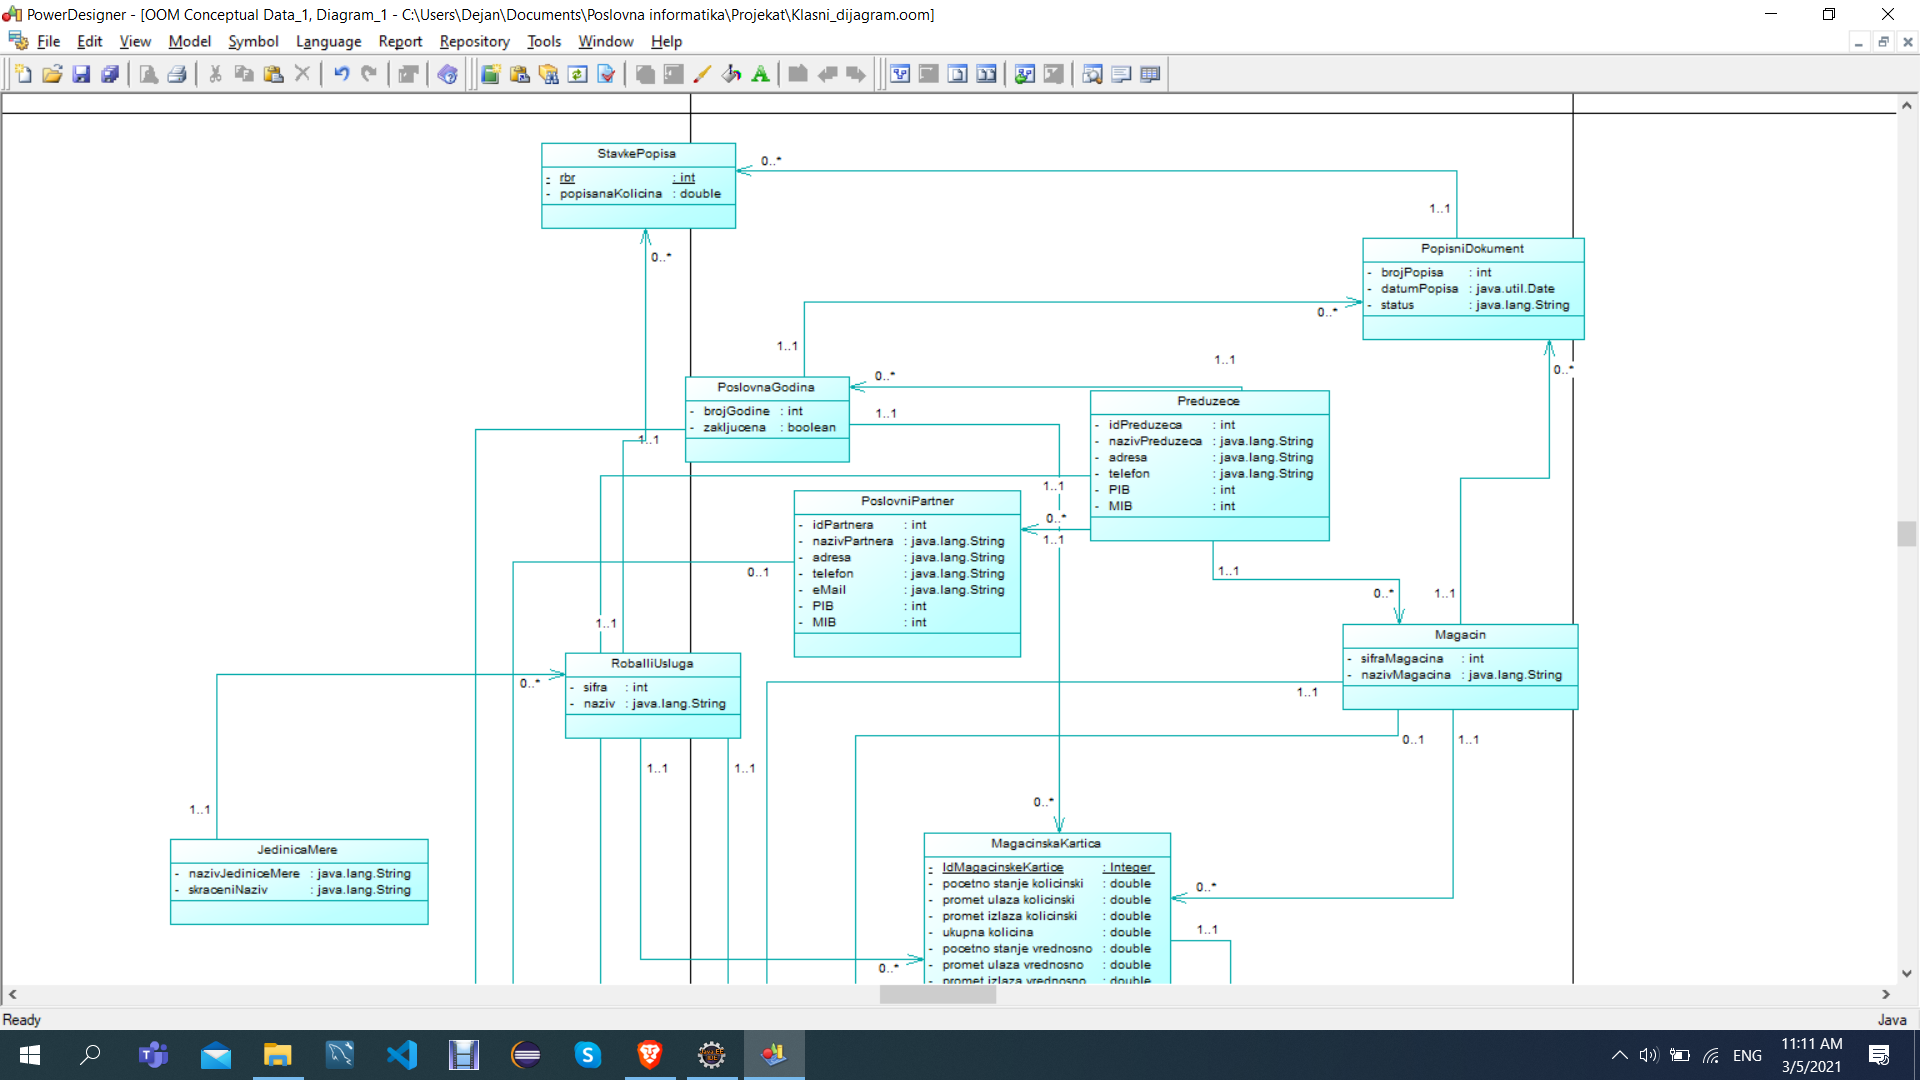 PowerDesigner - [OOM Conceptual Data_1, Diagram_1 - C:\Users\Dejan\Documents\Poslovna informatika\Projekat\Klasni_dijagram.oom]
File Edit View Model Symbol Language Report Repository Tools Window Help
StavkePopisa
- rbr : int
- popisanaKolicina : double
0..*
1..1
0..*
PopisniDokument
- brojPopisa : int
- datumPopisa : java.util.Date
- status : java.lang.String
0..*
1..1
1..1
0..*
PoslovnaGodina
- brojGodine : int
- zakljucena : boolean
0..*
1..1
1..1
Preduzece
- idPreduzeca : int
- nazivPreduzeca : java.lang.String
- adresa : java.lang.String
- telefon : java.lang.String
- PIB : int
- MIB : int
1..1
0..*
1..1
PoslovniPartner
- idPartnera : int
- nazivPartnera : java.lang.String
- adresa : java.lang.String
- telefon : java.lang.String
- eMail : java.lang.String
- PIB : int
- MIB : int
0..1
1..1
0..*
1..1
1..1
Magacin
- sifraMagacina : int
- nazivMagacina : java.lang.String
RobaIliUsluga
- sifra : int
- naziv : java.lang.String
0..*
1..1
0..1
1..1
1..1
1..1
1..1
0..*
JedinicaMere
- nazivJediniceMere : java.lang.String
- skraceniNaziv : java.lang.String
MagacinskaKartica
- IdMagacinskeKartice : Integer
- pocetno stanje kolicinski : double
- promet ulaza kolicinski : double
- promet izlaza kolicinski : double
- ukupna kolicina : double
- pocetno stanje vrednosno : double
- promet ulaza vrednosno : double
- promet izlaza vrednosno : double
0..*
1..1
0..*
Ready
Java
ENG
11:11 AM
3/5/2021